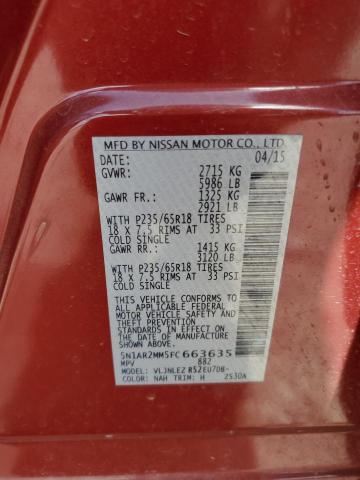 MFD BY NISSAN MOTOR CO., LTD
DATE: 04/15
GVWR: 2715 KG
5986 LB
GAWR FR.: 1325 KG
2921 LB
WITH P235/65R18 TIRES
18 X 7.5 RIMS AT 33 PSI
COLD SINGLE
GAWR RR.: 1415 KG
3120 LB
WITH P235/65R18 TIRES
18 X 7.5 RIMS AT 33 PSI
COLD SINGLE
THIS VEHICLE CONFORMS TO ALL
APPLICABLE FEDERAL
MOTOR VEHICLE SAFETY
STANDARDS IN EFFECT ON THE
DATE OF MANUFACTURE SHOWN
ABOVE.
5N1AR2MM5FC663635
MPV 882
MODEL: VLJNLEZ R52EU70B-
COLOR: NAH TRIM: H 2530A